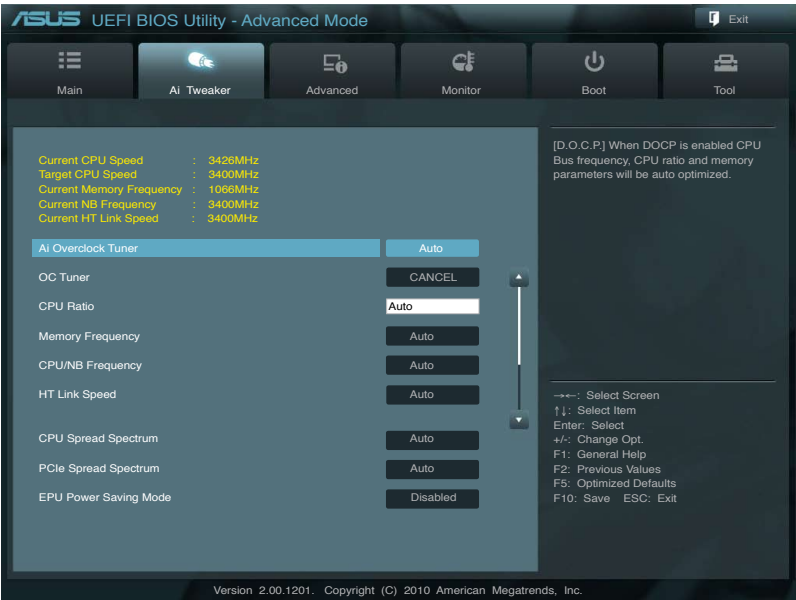 ASUS UEFI BIOS Utility - Advanced Mode
Exit
Main
Ai Tweaker
Advanced
Monitor
Boot
Tool
Current CPU Speed : 3426MHz
Target CPU Speed : 3400MHz
Current Memory Frequency : 1066MHz
Current NB Frequency : 3400MHz
Current HT Link Speed : 3400MHz
Ai Overclock Tuner Auto
OC Tuner CANCEL
CPU Ratio Auto
Memory Frequency Auto
CPU/NB Frequency Auto
HT Link Speed Auto
CPU Spread Spectrum Auto
PCIe Spread Spectrum Auto
EPU Power Saving Mode Disabled
[D.O.C.P.] When DOCP is enabled CPU
Bus frequency, CPU ratio and memory
parameters will be auto optimized.
→←: Select Screen
↑↓: Select Item
Enter: Select
+/-: Change Opt.
F1: General Help
F2: Previous Values
F5: Optimized Defaults
F10: Save ESC: Exit
Version 2.00.1201. Copyright (C) 2010 American Megatrends, Inc.